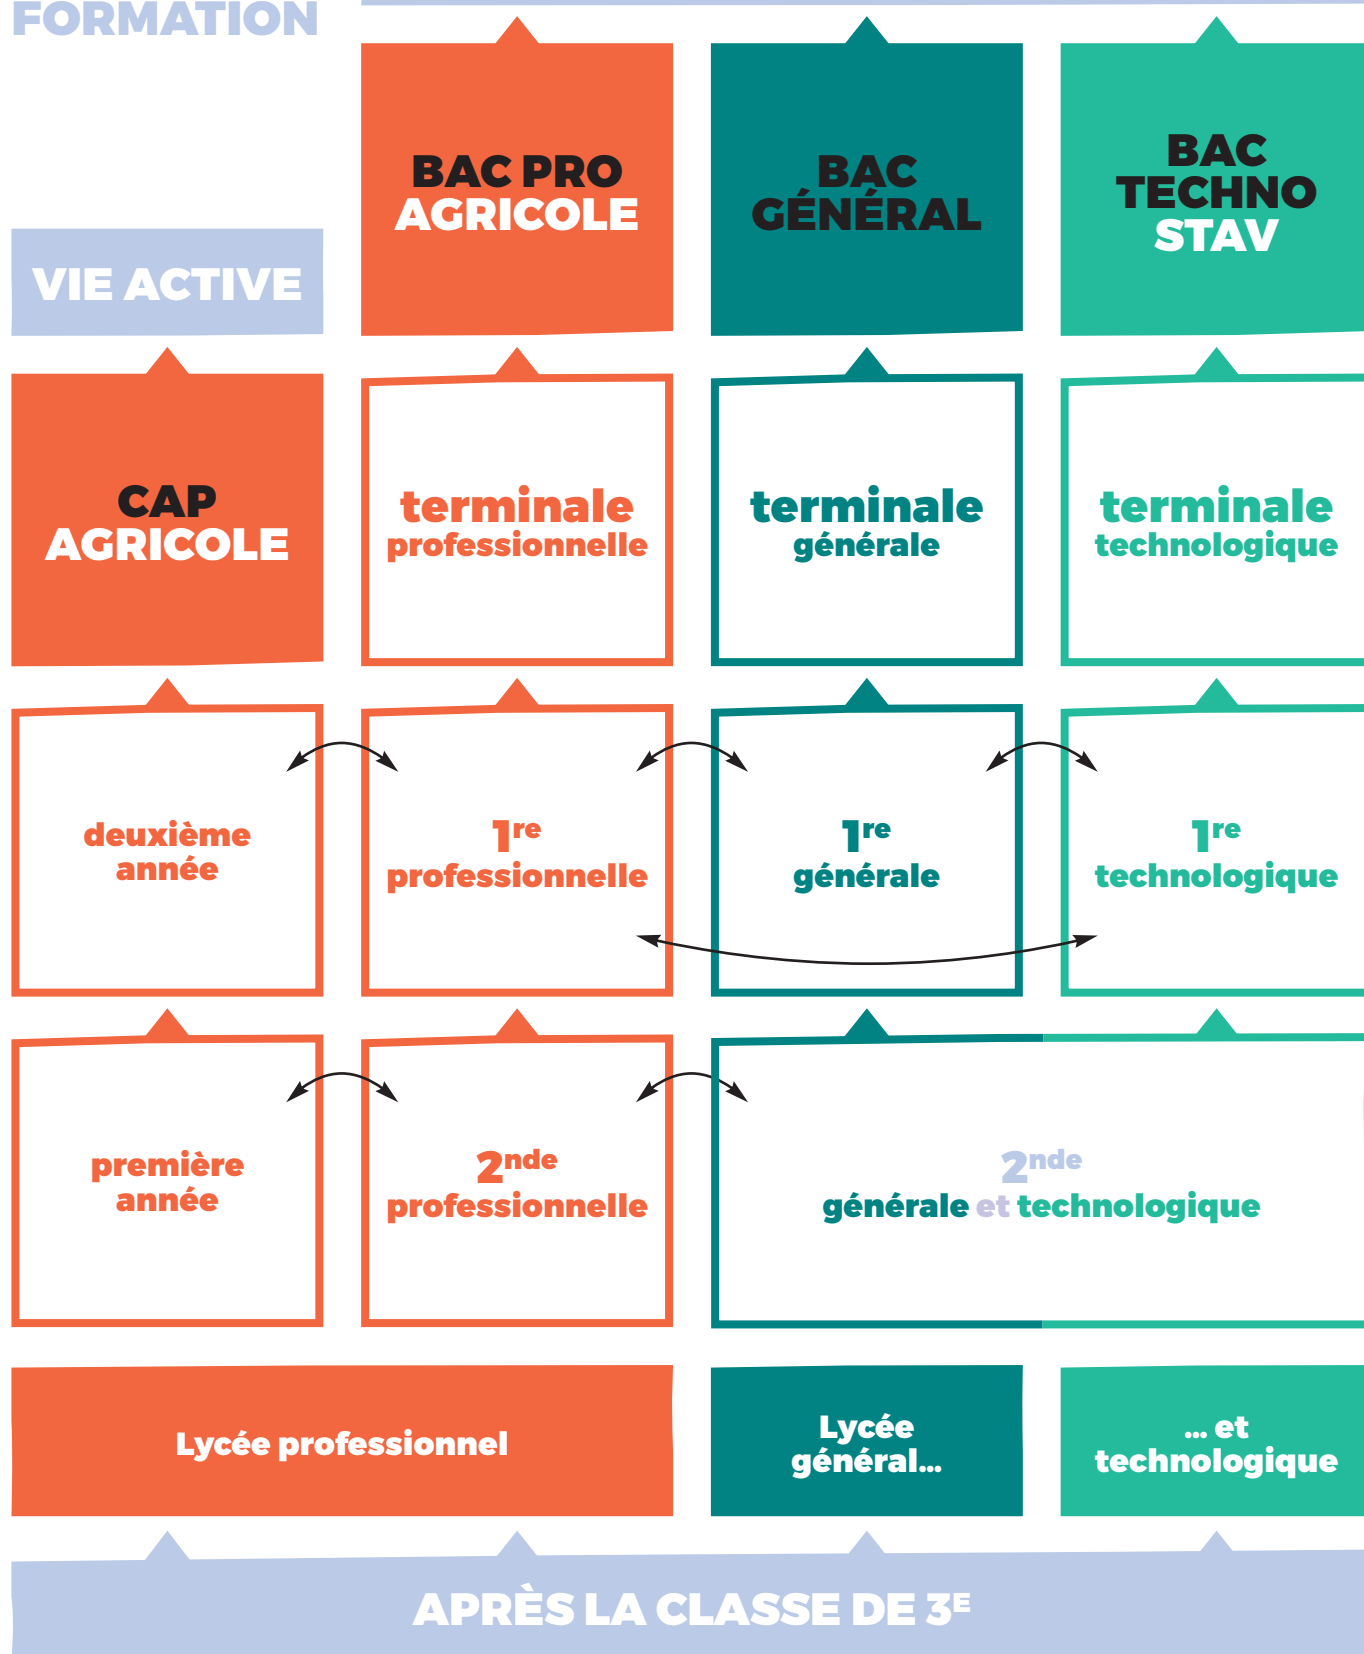 FORMATION
BAC PRO
AGRICOLE
BAC
GÉNÉRAL
BAC
TECHNO
STAV
VIE ACTIVE
CAP
AGRICOLE
terminale
professionnelle
terminale
générale
terminale
technologique
deuxième
année
1re
professionnelle
1re
générale
1re
technologique
première
année
2nde
professionnelle
2nde
générale et technologique
Lycée professionnel
Lycée
général...
... et
technologique
APRÈS LA CLASSE DE 3E